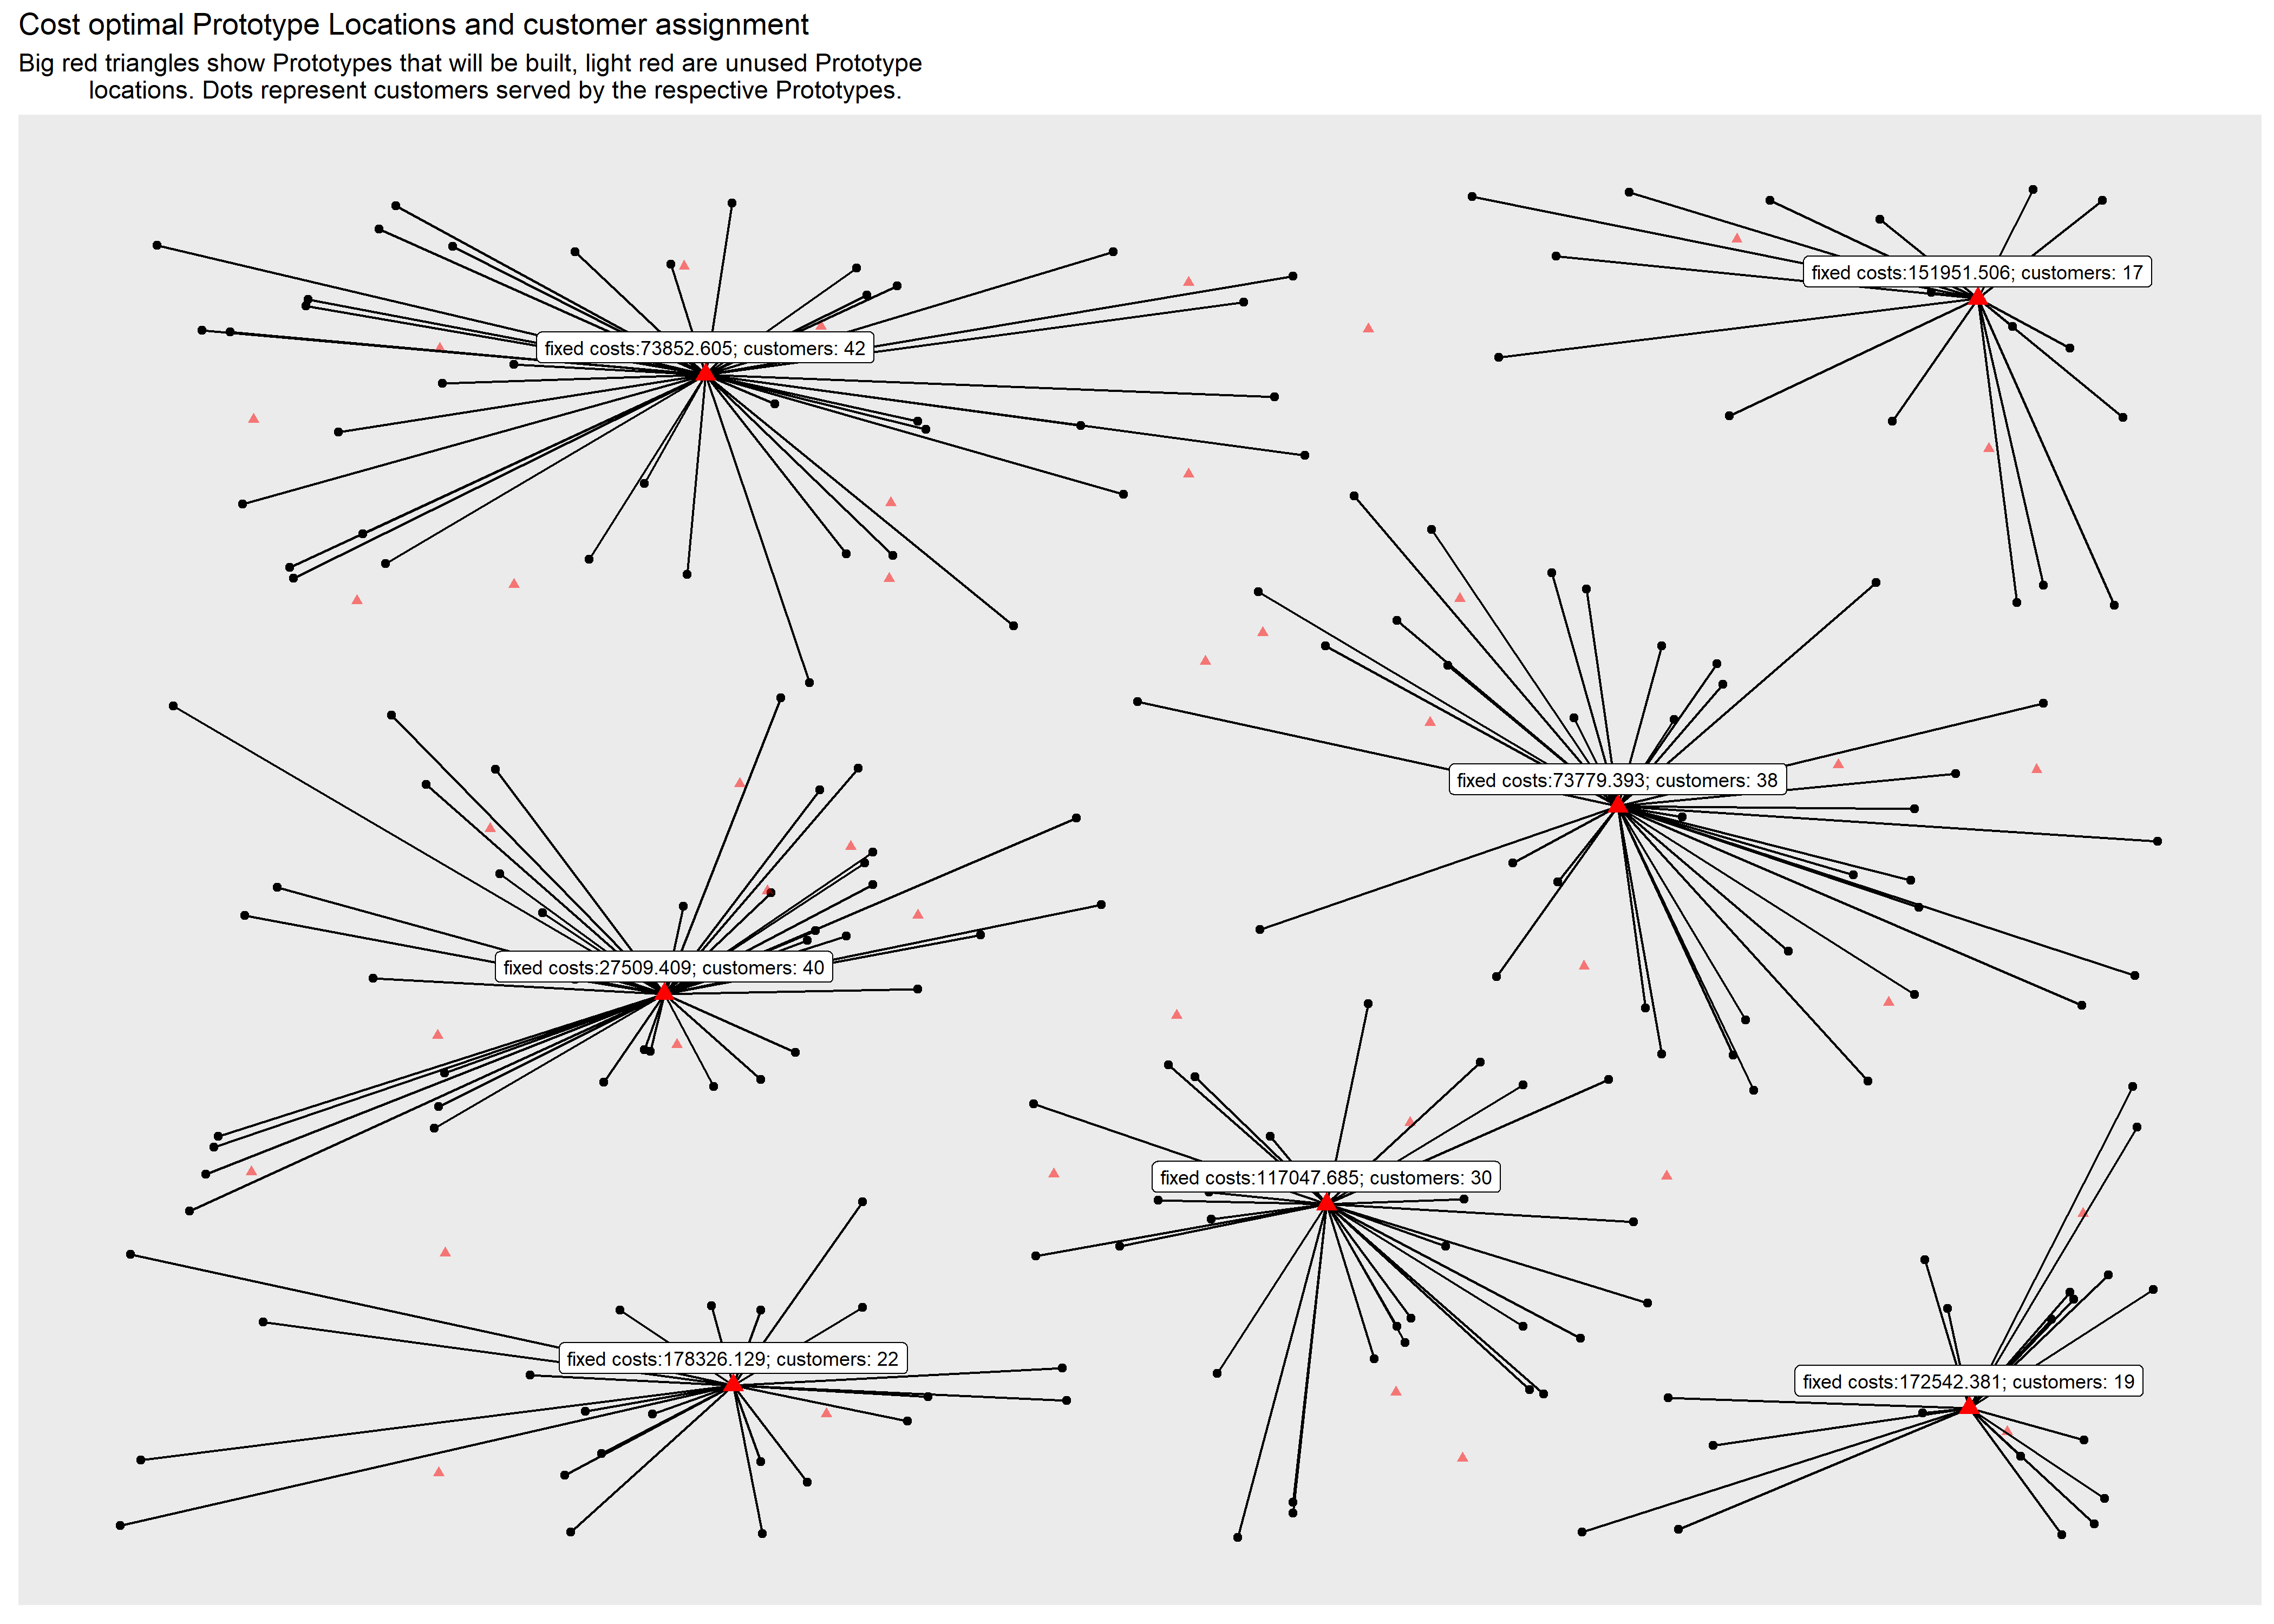 Cost optimal Prototype Locations and customer assignment
Big red triangles show Prototypes that will be built, light red are unused Prototype
locations. Dots represent customers served by the respective Prototypes.
fixed costs:151951.506; customers: 17
fixed costs:73852.605; customers: 42
fixed costs:73779.393; customers: 38
fixed costs:27509.409; customers: 40
fixed costs:117047.685; customers: 30
fixed costs:178326.129; customers: 22
fixed costs:172542.381; customers: 19